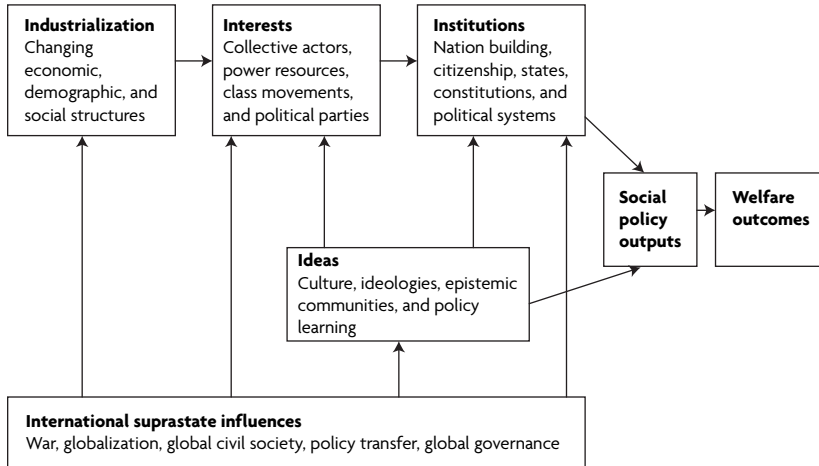 Industrialization
Changing
economic,
demographic, and
social structures
Interests
Collective actors,
power resources,
class movements,
and political parties
Institutions
Nation building,
citizenship, states,
constitutions, and
political systems
Social
policy
outputs
Welfare
outcomes
Ideas
Culture, ideologies, epistemic
communities, and policy
learning
International suprastate influences
War, globalization, global civil society, policy transfer, global governance